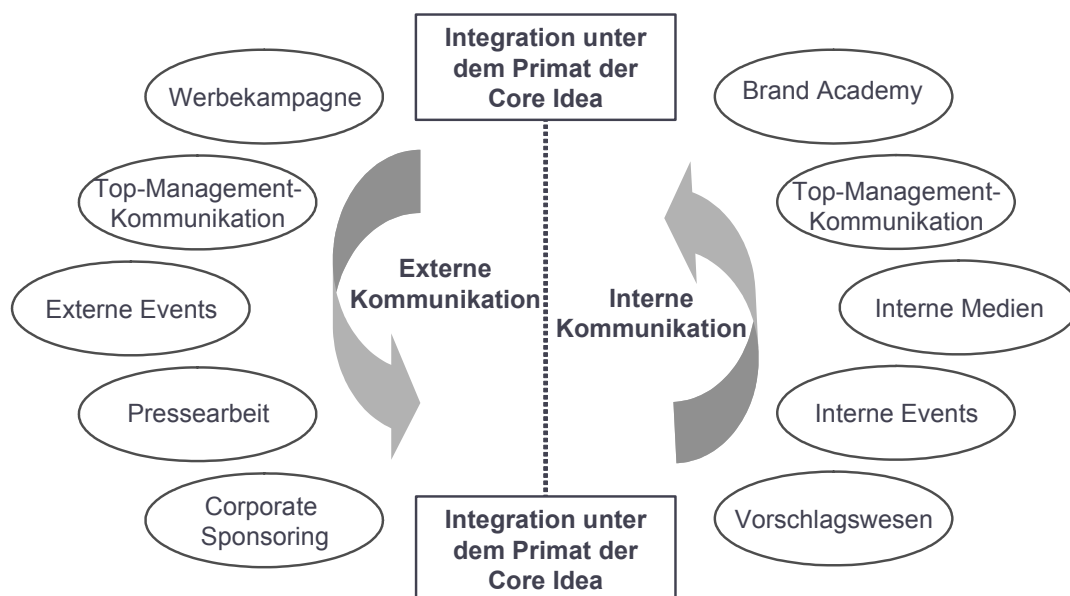 Integration unter
dem Primat der
Core Idea
Werbekampagne
Top-Management-
Kommunikation
Externe Events
Pressearbeit
Corporate
Sponsoring
Externe
Kommunikation
Interne
Kommunikation
Brand Academy
Top-Management-
Kommunikation
Interne Medien
Interne Events
Vorschlagswesen
Integration unter
dem Primat der
Core Idea